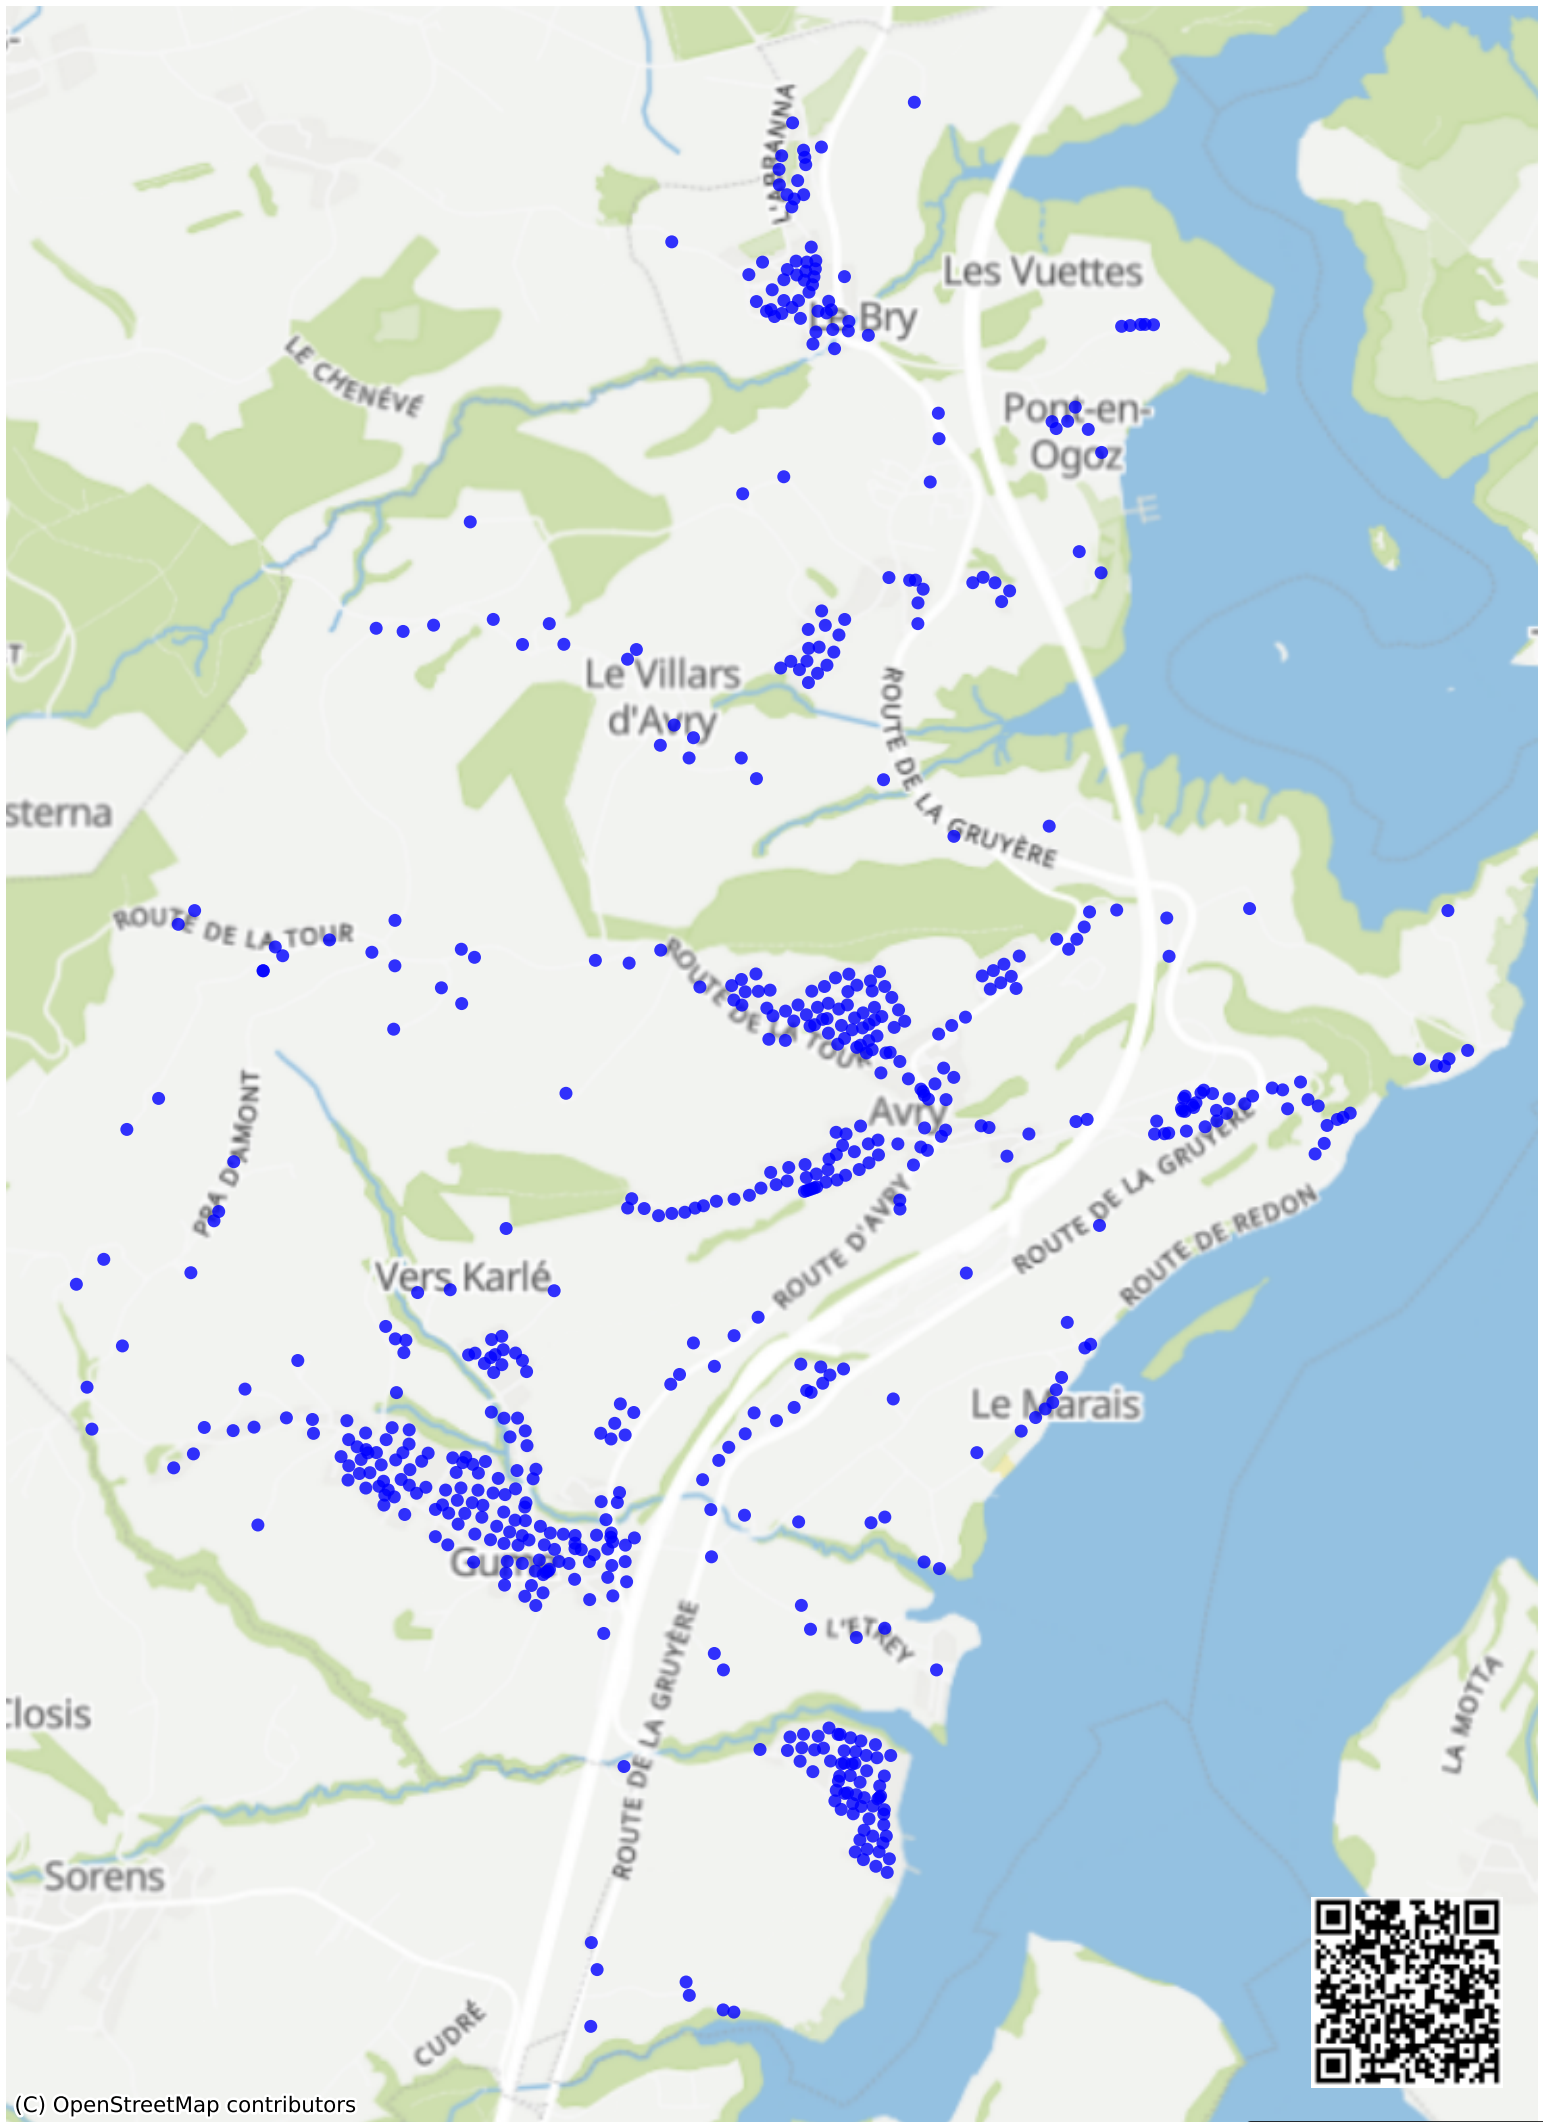 L'ABRANNA
Les Vuettes
Le Bry
LE CHENÉVÉ
Pont-en-
Ogoz
T
Le Villars
d'Avry
ROUTE DE LA GRUYÈRE
sterna
ROUTE DE LA TOUR
ROUTE DE LA TOUR
Avry
PRA D'AMONT
ROUTE DE LA GRUYÈRE
ROUTE DE REDON
ROUTE D'AVRY
Vers Karlé
Le Marais
L'ETREY
ROUTE DE LA GRUYÈRE
LA MOTTA
Closis
Sorens
CUDRÉ
(C) OpenStreetMap contributors